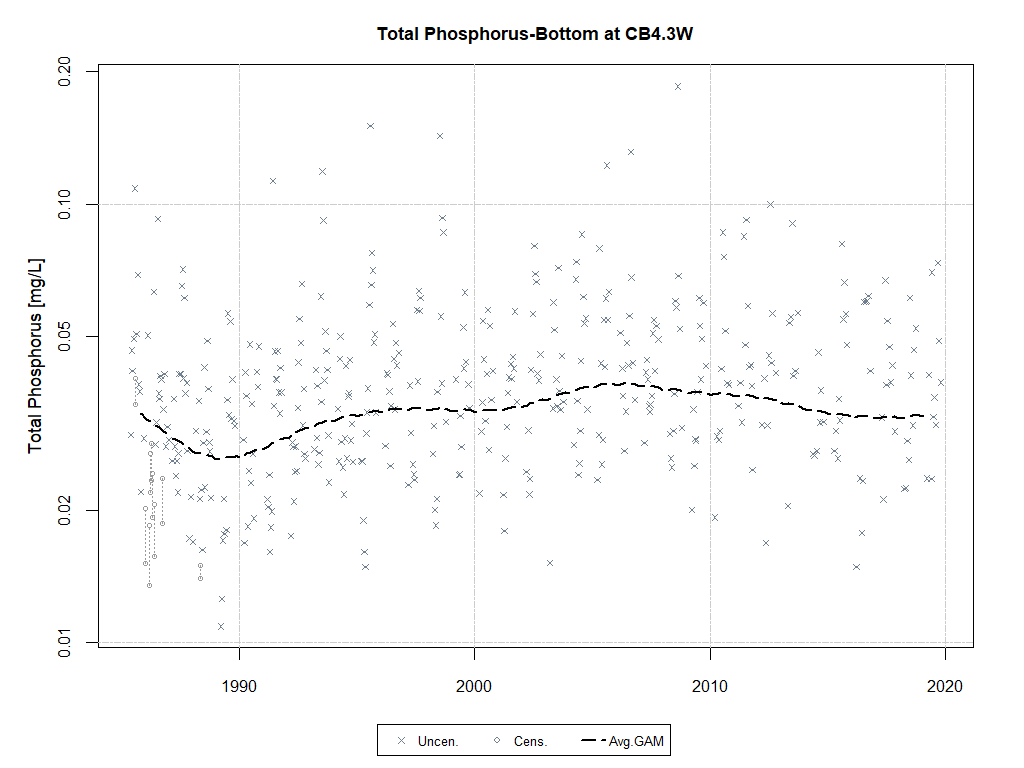 Total Phosphorus-Bottom at CB4.3W
Total Phosphorus [mg/L]
0.20
0.10
0.05
0.02
0.01
1990 2000 2010 2020
Uncen. Cens. Avg.GAM